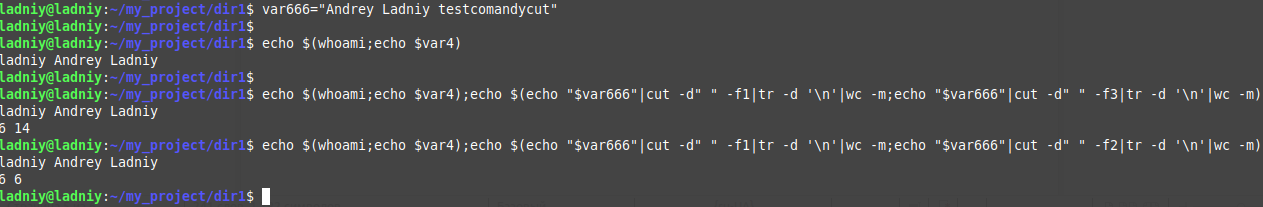 ladniy@ladniy:~/my_project/dir1$ var666="Andrey Ladniy testcomandycut"
ladniy@ladniy:~/my_project/dir1$
ladniy@ladniy:~/my_project/dir1$ echo $(whoami;echo $var4)
ladniy Andrey Ladniy
ladniy@ladniy:~/my_project/dir1$
ladniy@ladniy:~/my_project/dir1$ echo $(whoami;echo $var4);echo $(echo "$var666"|cut -d" " -f1|tr -d '\n'|wc -m;echo "$var666"|cut -d" " -f3|tr -d '\n'|wc -m)
ladniy Andrey Ladniy
6 14
ladniy@ladniy:~/my_project/dir1$ echo $(whoami;echo $var4);echo $(echo "$var666"|cut -d" " -f1|tr -d '\n'|wc -m;echo "$var666"|cut -d" " -f2|tr -d '\n'|wc -m)
ladniy Andrey Ladniy
6 6
ladniy@ladniy:~/my_project/dir1$